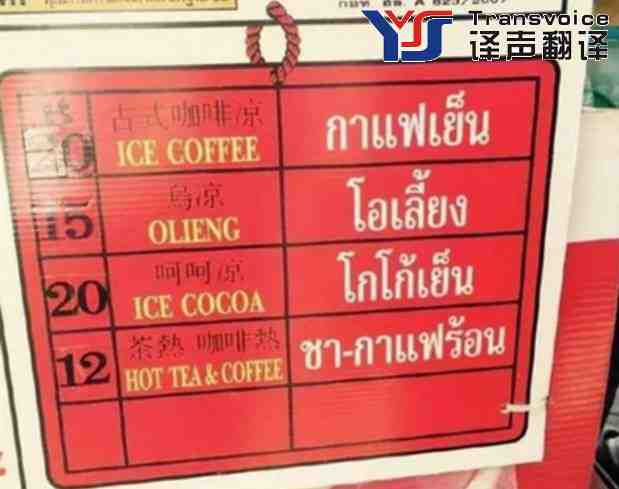 Transvoice
译声翻译
YS
古式咖啡凉
20 ICE COFFEE กาแฟเย็น
烏凉
15 OLIENG โอเลี้ยง
呵呵凉
20 ICE COCOA โกโก้เย็น
茶熱 咖啡熱
12 HOT TEA & COFFEE ชา-กาแฟร้อน